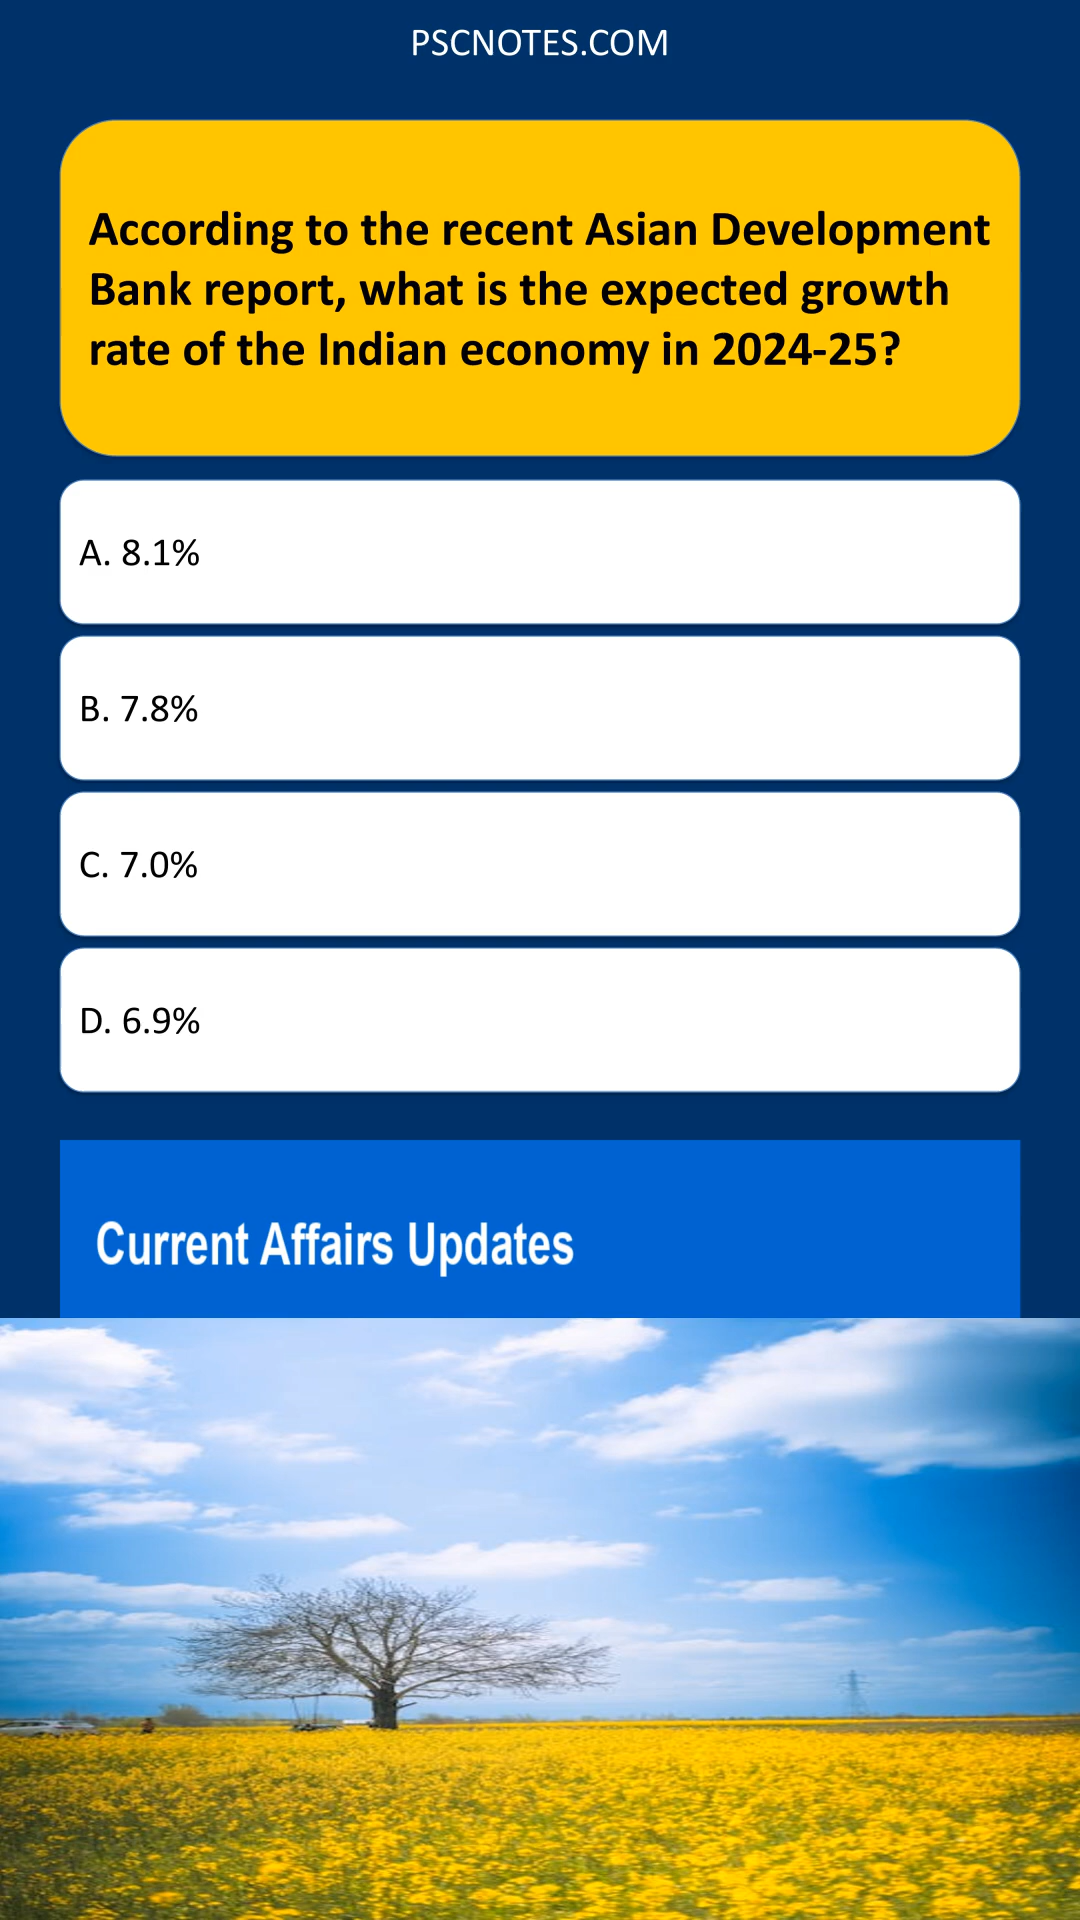 PSCNOTES.COM
According to the recent Asian Development
Bank report, what is the expected growth
rate of the Indian economy in 2024-25?
A. 8.1%
B. 7.8%
C. 7.0%
D. 6.9%
Current Affairs Updates